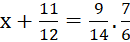 x + 11/12 = 9/14 . 7/6